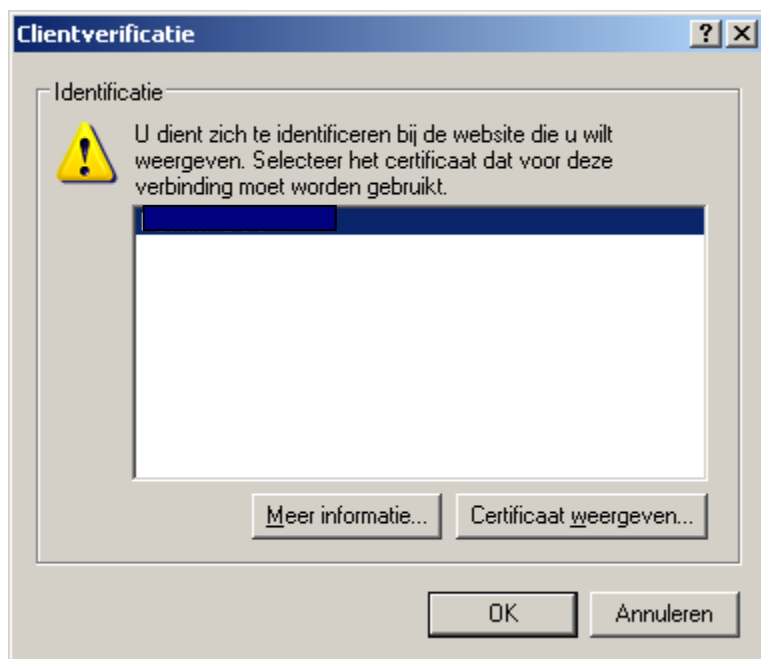 Clientverificatie
Identificatie
U dient zich te identificeren bij de website die u wilt
weergeven. Selecteer het certificaat dat voor deze
verbinding moet worden gebruikt.
Meer informatie...
Certificaat weergeven...
OK
Annuleren